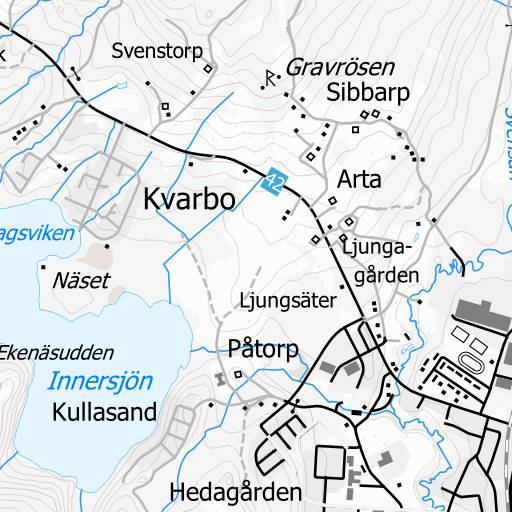 Svenstorp
Gravrösen
Sibbarp
42
Arta
Kvarbo
agsviken
Ljunga-
gården
Näset
Ljungsäter
Ekenäsudden
Påtorp
Innersjön
Kullasand
Hedagården